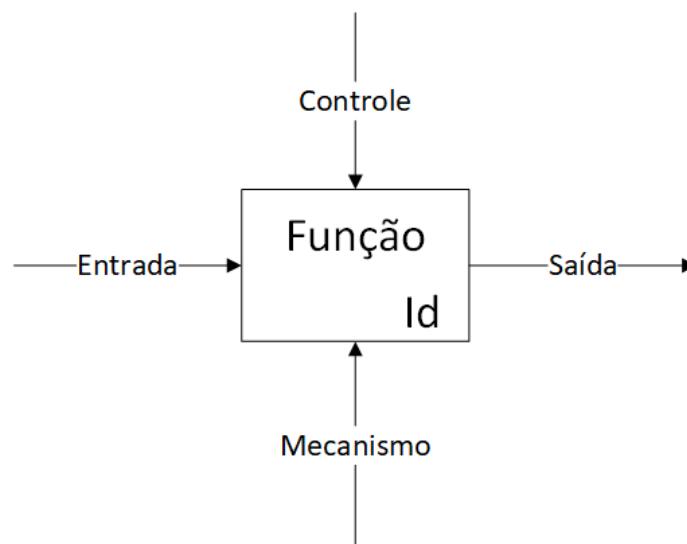 Controle
Função
Entrada
Saída
Id
Mecanismo